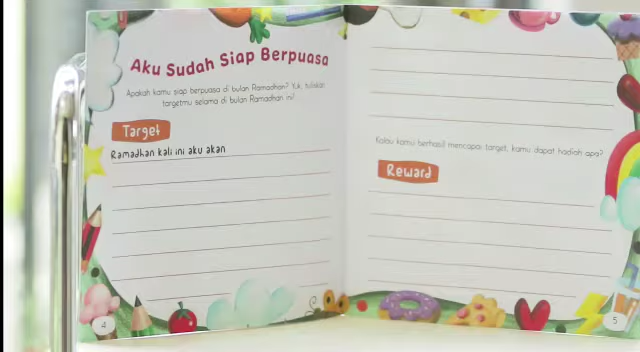 Aku Sudah Siap Berpuasa
Apakah kamu siap berpuasa di bulan Ramadhan? Yuk, tuliskan
targetmu selama di bulan Ramadhan ini!
Target
Ramadhan kali ini aku akan
4
Kalau kamu berhasil mencapai target, kamu dapat hadiah apa?
Reward
5